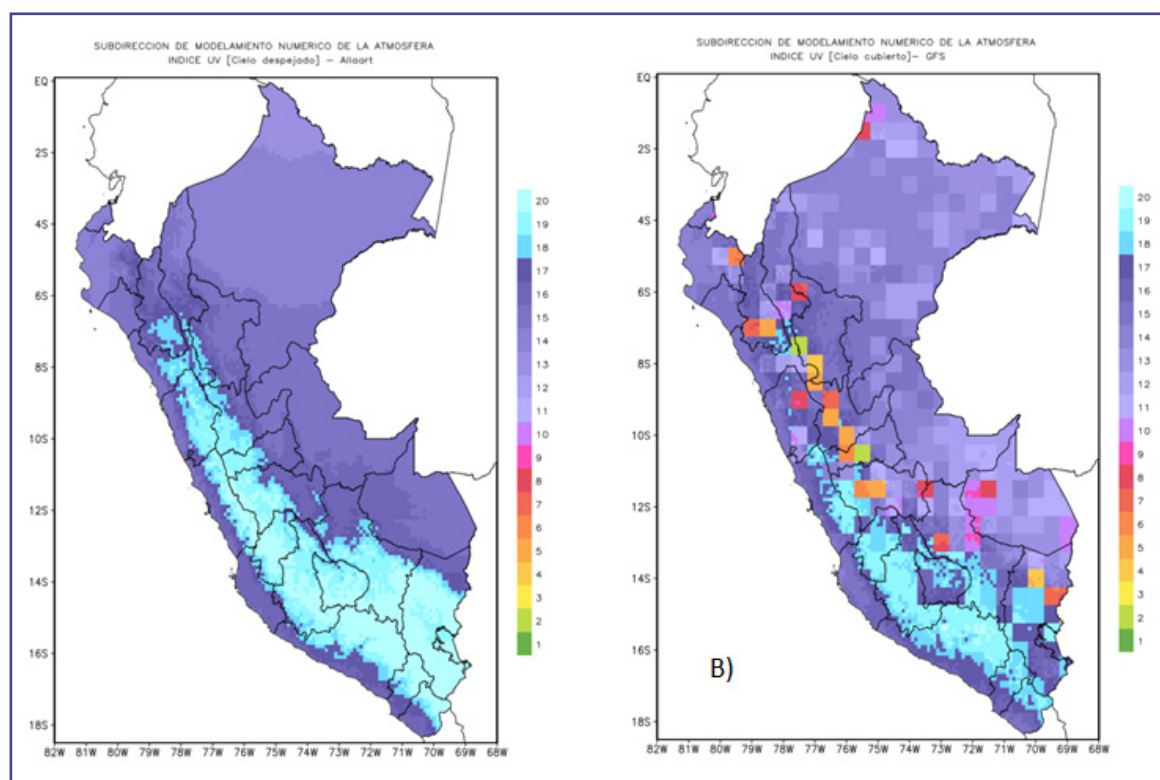 SUBDIRECCION DE MODELAMIENTO NUMERICO DE LA ATMOSFERA
INDICE UV [Cielo despejado] – Allaart
EQ
2S
4S
6S
8S
10S
12S
14S
16S
18S
82W 81W 80W 79W 78W 77W 76W 75W 74W 73W 72W 71W 70W 69W 68W
20
19
18
17
16
15
14
13
12
11
10
9
8
7
6
5
4
3
2
1
SUBDIRECCION DE MODELAMIENTO NUMERICO DE LA ATMOSFERA
INDICE UV [Cielo cubierto]– GFS
EQ
2S
4S
6S
8S
10S
12S
14S
16S
18S
B)
82W 81W 80W 79W 78W 77W 76W 75W 74W 73W 72W 71W 70W 69W 68W
20
19
18
17
16
15
14
13
12
11
10
9
8
7
6
5
4
3
2
1